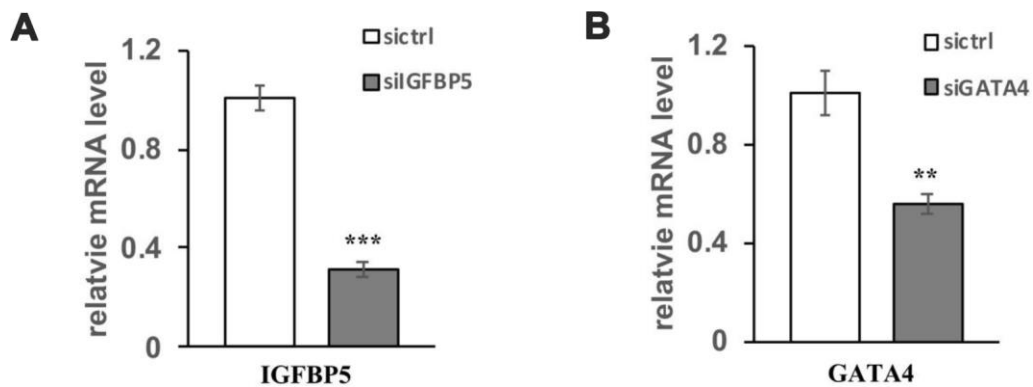 A
sictrl
siIGFBP5
relatvie mRNA level
1.2
0.8
0.4
0
***
IGFBP5
B
sictrl
siGATA4
relatvie mRNA level
1.2
0.8
0.4
0
**
GATA4